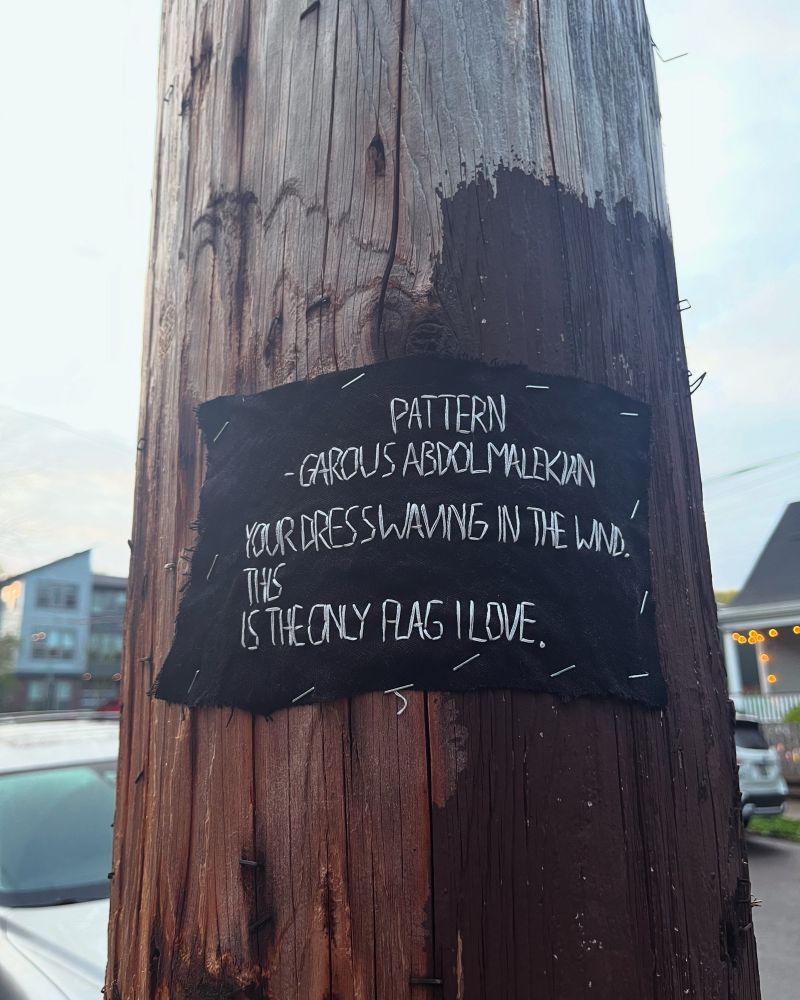 PATTERN
-GAROUS ABDOLMALEKIAN
YOUR DRESS WAVING IN THE WIND.
THIS
IS THE ONLY FLAG I LOVE.